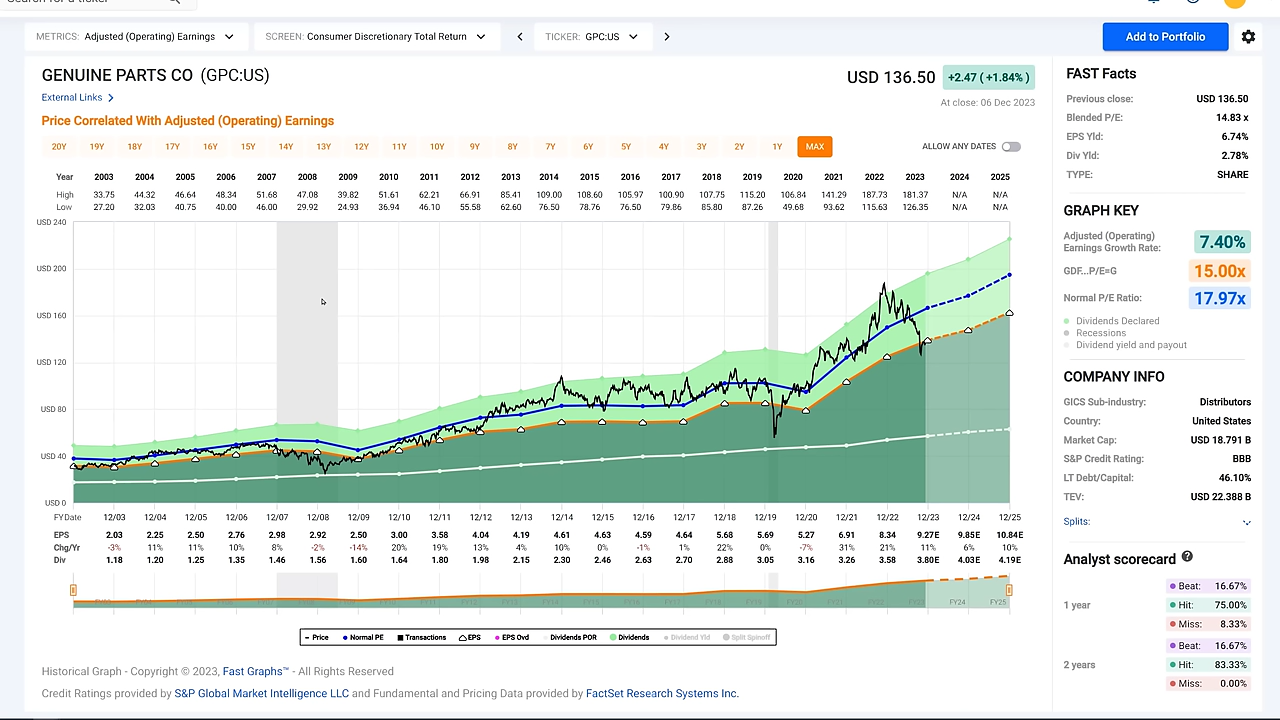 Search for a ticker
METRICS: Adjusted (Operating) Earnings SCREEN: Consumer Discretionary Total Return TICKER: GPC:US Add to Portfolio
GENUINE PARTS CO (GPC:US) USD 136.50 +2.47 ( +1.84% )
External Links At close: 06 Dec 2023
Price Correlated With Adjusted (Operating) Earnings
20Y 19Y 18Y 17Y 16Y 15Y 14Y 13Y 12Y 11Y 10Y 9Y 8Y 7Y 6Y 5Y 4Y 3Y 2Y 1Y MAX ALLOW ANY DATES
Year 2003 2004 2005 2006 2007 2008 2009 2010 2011 2012 2013 2014 2015 2016 2017 2018 2019 2020 2021 2022 2023 2024 2025
High 33.75 44.32 46.64 48.34 51.68 47.08 39.82 51.61 62.21 66.91 85.41 109.00 108.60 105.97 100.90 107.75 115.20 106.84 141.29 187.73 181.37 N/A N/A
Low 27.20 32.03 40.75 40.00 46.00 29.92 24.93 36.94 46.10 55.58 62.60 76.50 78.76 76.50 79.86 85.80 87.26 49.68 93.62 115.63 126.35 N/A N/A
USD 240
USD 200
USD 160
USD 120
USD 80
USD 40
USD 0
FY Date 12/03 12/04 12/05 12/06 12/07 12/08 12/09 12/10 12/11 12/12 12/13 12/14 12/15 12/16 12/17 12/18 12/19 12/20 12/21 12/22 12/23 12/24 12/25
EPS 2.03 2.25 2.50 2.76 2.98 2.92 2.50 3.00 3.58 4.04 4.19 4.61 4.63 4.59 4.64 5.68 5.69 5.27 6.91 8.34 9.27E 9.85E 10.84E
Chg/Yr -3% 11% 11% 10% 8% -2% -14% 20% 19% 13% 4% 10% 0% -1% 1% 22% 0% -7% 31% 21% 11% 6% 10%
Div 1.18 1.20 1.25 1.35 1.46 1.56 1.60 1.64 1.80 1.98 2.15 2.30 2.46 2.63 2.70 2.88 3.05 3.16 3.26 3.58 3.80E 4.03E 4.19E
FY24 FY25
Price Normal PE Transactions EPS EPS Ovd Dividends POR Dividends Dividend Yld Split Spinoff
Historical Graph - Copyright © 2023, Fast Graphs™ - All Rights Reserved
Credit Ratings provided by S&P Global Market Intelligence LLC and Fundamental and Pricing Data provided by FactSet Research Systems Inc.
FAST Facts
Previous close: USD 136.50
Blended P/E: 14.83 x
EPS Yld: 6.74%
Div Yld: 2.78%
TYPE: SHARE
GRAPH KEY
Adjusted (Operating)
Earnings Growth Rate: 7.40%
GDF...P/E=G 15.00x
Normal P/E Ratio: 17.97x
Dividends Declared
Recessions
Dividend yield and payout
COMPANY INFO
GICS Sub-industry: Distributors
Country: United States
Market Cap: USD 18.791 B
S&P Credit Rating: BBB
LT Debt/Capital: 46.10%
TEV: USD 22.388 B
Splits:
Analyst scorecard ?
Beat: 16.67%
1 year Hit: 75.00%
Miss: 8.33%
Beat: 16.67%
2 years Hit: 83.33%
Miss: 0.00%